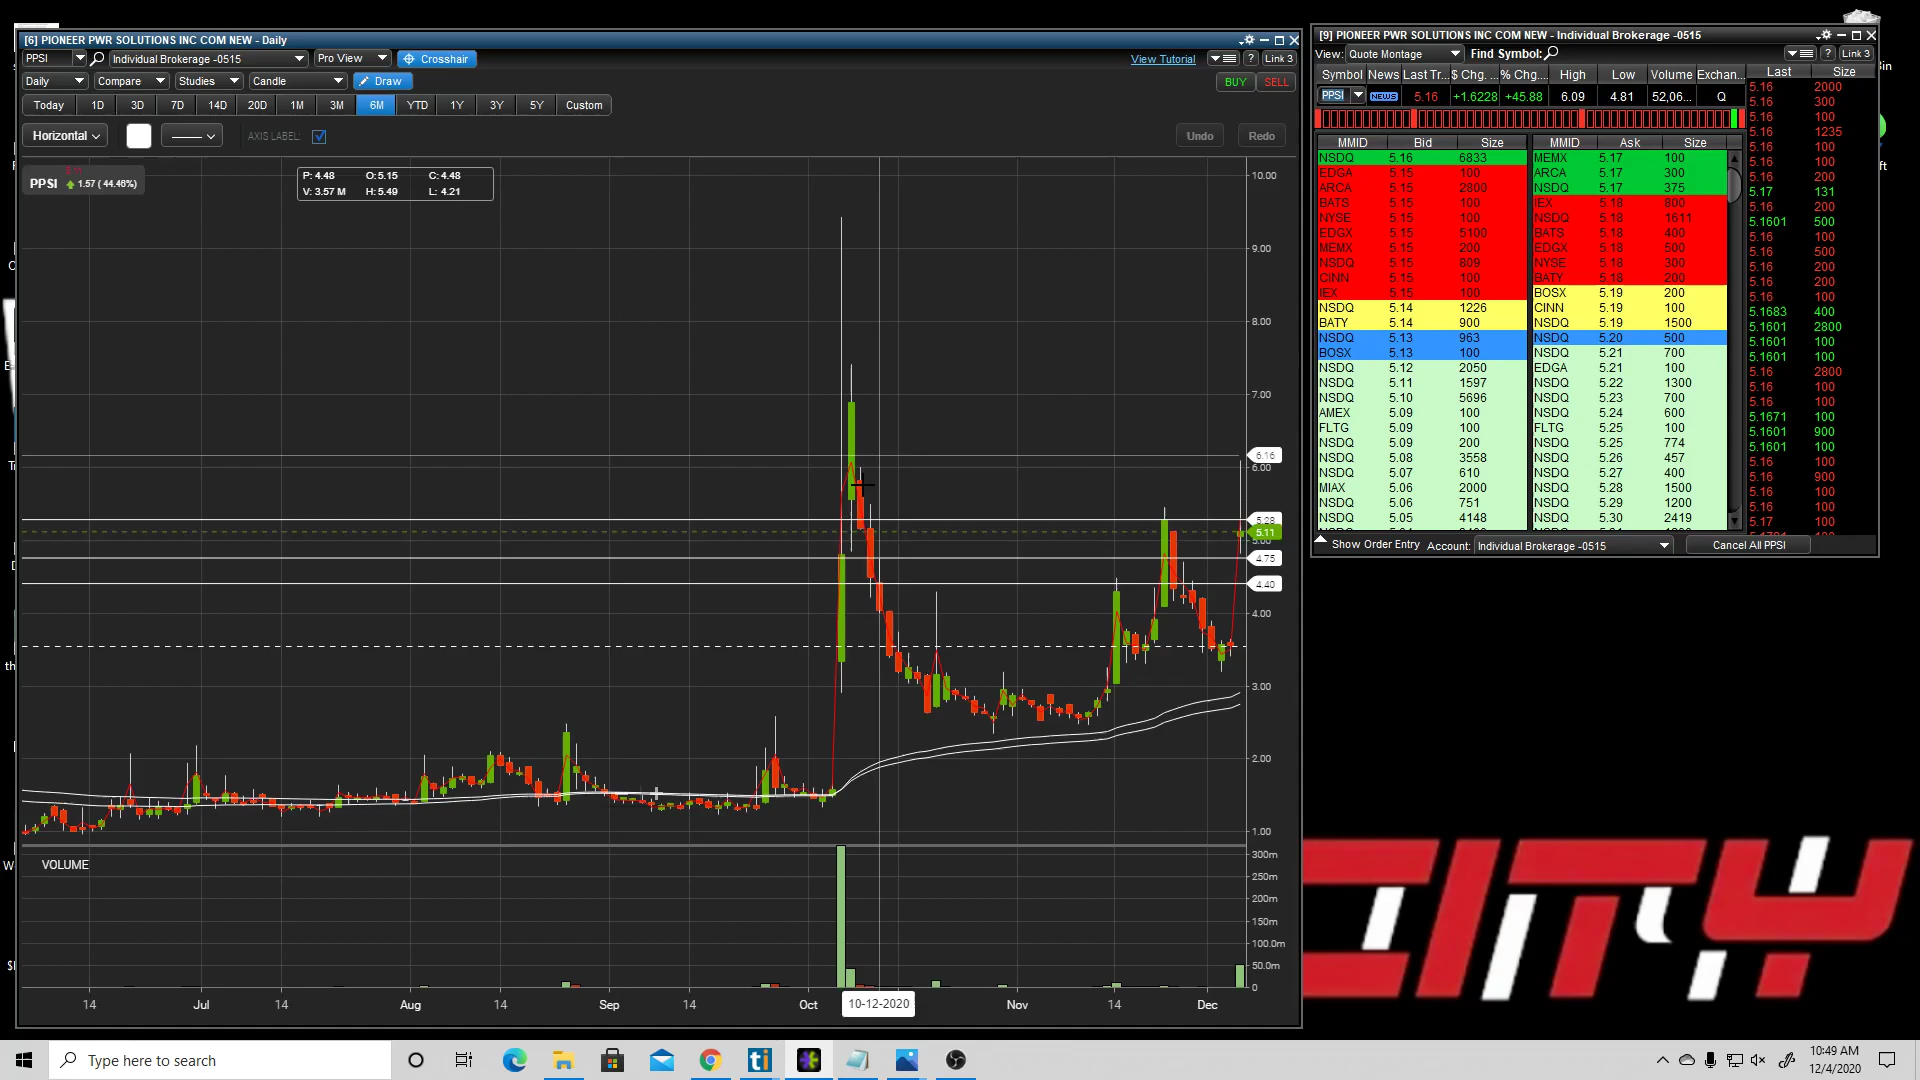 [6] PIONEER PWR SOLUTIONS INC COM NEW - Daily
PPSI Individual Brokerage -0515 Pro View Crosshair View Tutorial ? Link 3
Daily Compare Studies Candle Draw BUY SELL
Today 1D 3D 7D 14D 20D 1M 3M 6M YTD 1Y 3Y 5Y Custom
Horizontal AXIS LABEL: Undo Redo
PPSI 1.57 ( 44.46%)
P: 4.48 O: 5.15 C: 4.48
V: 3.57 M H: 5.49 L: 4.21
10.00
9.00
8.00
7.00
6.16
6.00
5.28
5.11
5.00
4.75
4.40
4.00
3.00
2.00
1.00
VOLUME
300m
250m
200m
150m
100.0m
50.0m
0
14 Jul 14 Aug 14 Sep 14 Oct 10-12-2020 Nov 14 Dec
[9] PIONEER PWR SOLUTIONS INC COM NEW - Individual Brokerage -0515
View: Quote Montage Find Symbol: ? Link 3
Symbol News Last Tr... $ Chg. ... % Chg... High Low Volume Exchan...
PPSI NEWS 5.16 +1.6228 +45.88 6.09 4.81 52,06... Q
MMID Bid Size MMID Ask Size
NSDQ 5.16 6833 MEMX 5.17 100
EDGA 5.15 100 ARCA 5.17 300
ARCA 5.15 2800 NSDQ 5.17 375
BATS 5.15 100 IEX 5.18 800
NYSE 5.15 100 NSDQ 5.18 1611
EDGX 5.15 5100 BATS 5.18 400
MEMX 5.15 200 EDGX 5.18 500
NSDQ 5.15 809 NYSE 5.18 300
CINN 5.15 100 BATY 5.18 200
IEX 5.15 100 BOSX 5.19 200
NSDQ 5.14 1226 CINN 5.19 100
BATY 5.14 900 NSDQ 5.19 1500
NSDQ 5.13 963 NSDQ 5.20 500
BOSX 5.13 100 NSDQ 5.21 700
NSDQ 5.12 2050 EDGA 5.21 100
NSDQ 5.11 1597 NSDQ 5.22 1300
NSDQ 5.10 5696 NSDQ 5.23 700
AMEX 5.09 100 NSDQ 5.24 600
FLTG 5.09 100 FLTG 5.25 100
NSDQ 5.09 200 NSDQ 5.25 774
NSDQ 5.08 3558 NSDQ 5.26 457
NSDQ 5.07 610 NSDQ 5.27 400
MIAX 5.06 2000 NSDQ 5.28 1500
NSDQ 5.06 751 NSDQ 5.29 1200
NSDQ 5.05 4148 NSDQ 5.30 2419
Last Size
5.16 2000
5.16 300
5.16 100
5.16 1235
5.16 100
5.16 100
5.16 200
5.17 131
5.16 200
5.1601 500
5.16 100
5.16 500
5.16 200
5.16 200
5.16 100
5.1683 400
5.1601 2800
5.1601 100
5.1601 100
5.16 2800
5.16 100
5.16 100
5.1671 100
5.1601 900
5.1601 100
5.16 100
5.16 900
5.16 100
5.16 100
5.17 100
Show Order Entry Account: Individual Brokerage -0515 Cancel All PPSI
CITY
Type here to search
10:49 AM
12/4/2020